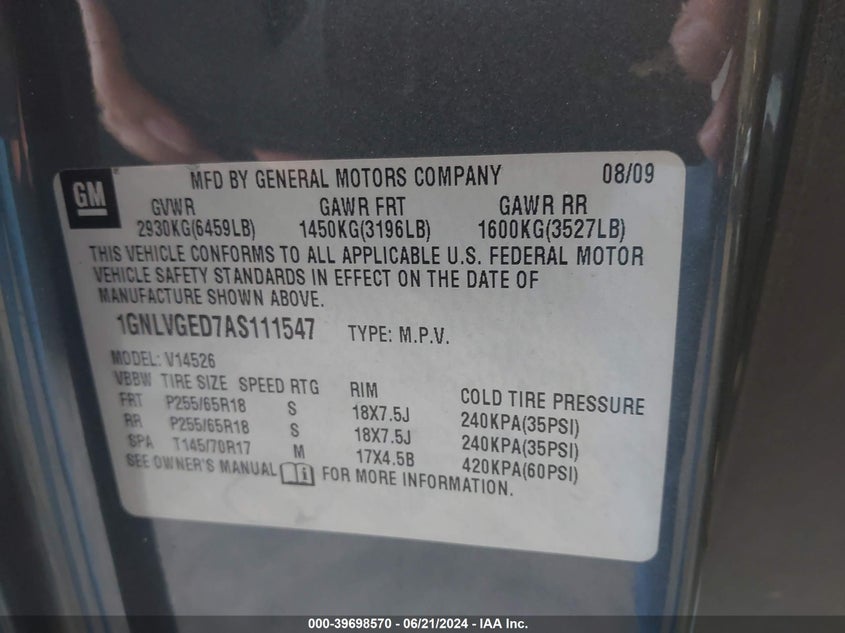 GM
MFD BY GENERAL MOTORS COMPANY 08/09
GVWR GAWR FRT GAWR RR
2930KG(6459LB) 1450KG(3196LB) 1600KG(3527LB)
THIS VEHICLE CONFORMS TO ALL APPLICABLE U.S. FEDERAL MOTOR
VEHICLE SAFETY STANDARDS IN EFFECT ON THE DATE OF
MANUFACTURE SHOWN ABOVE.
1GNLVGED7AS111547 TYPE: M.P.V.
MODEL: V14526
VBBW TIRE SIZE SPEED RTG RIM COLD TIRE PRESSURE
FRT P255/65R18 S 18X7.5J 240KPA(35PSI)
RR P255/65R18 S 18X7.5J 240KPA(35PSI)
SPA T145/70R17 M 17X4.5B 420KPA(60PSI)
SEE OWNER'S MANUAL i FOR MORE INFORMATION.
000-39698570 - 06/21/2024 - IAA Inc.